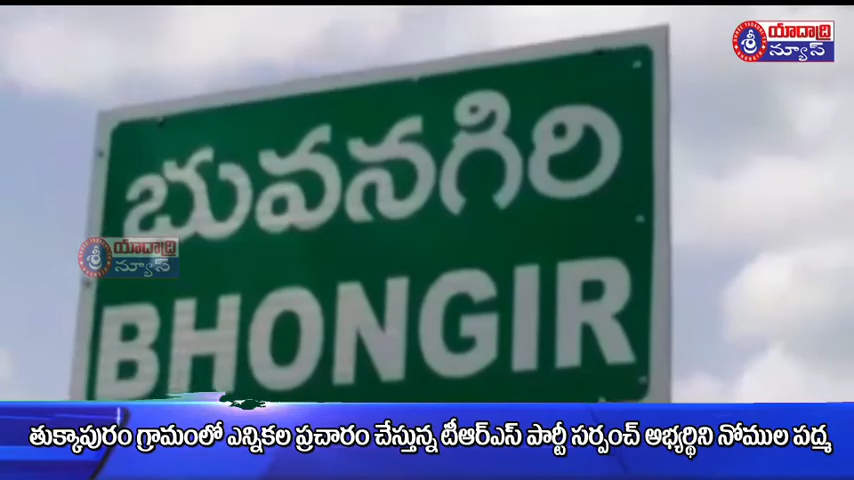 శ్రీ యాదాద్రి
న్యూస్
భువనగిరి
శ్రీ యాదాద్రి
న్యూస్
BHONGIR
తుక్కాపురం గ్రామంలో ఎన్నికల ప్రచారం చేస్తున్న టీఆర్ఎస్ పార్టీ సర్పంచ్ అభ్యర్థిని నోముల పద్మ